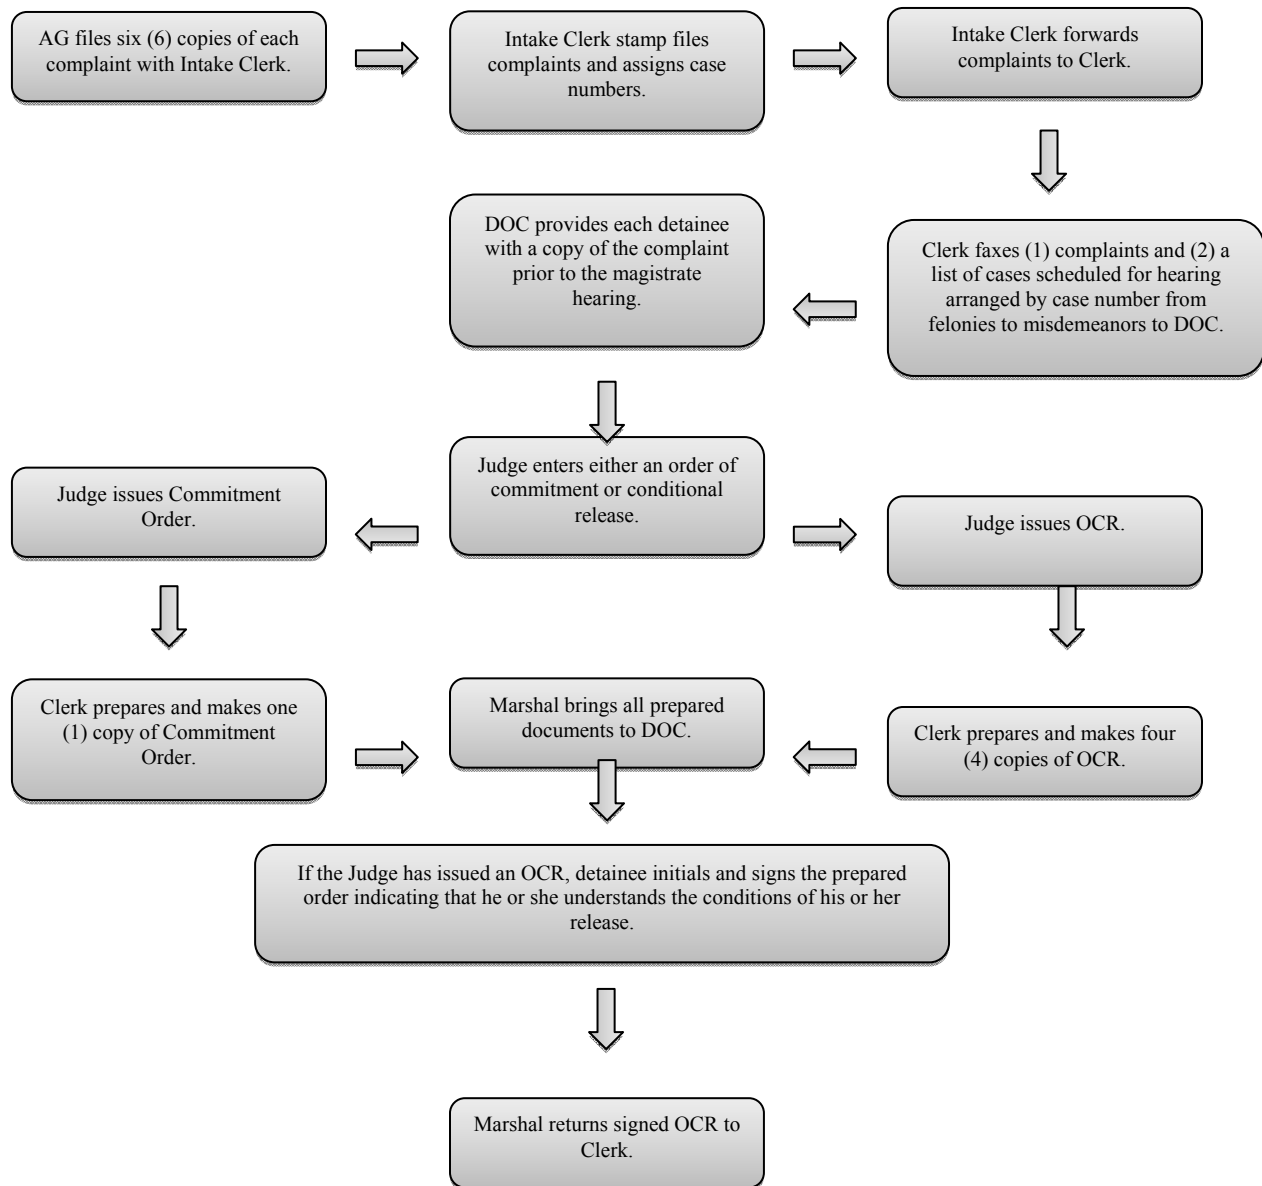 AG files six (6) copies of each
complaint with Intake Clerk.
Intake Clerk stamp files
complaints and assigns case
numbers.
Intake Clerk forwards
complaints to Clerk.
Clerk faxes (1) complaints and (2) a
list of cases scheduled for hearing
arranged by case number from
felonies to misdemeanors to DOC.
DOC provides each detainee
with a copy of the complaint
prior to the magistrate
hearing.
Judge enters either an order of
commitment or conditional
release.
Judge issues Commitment
Order.
Judge issues OCR.
Clerk prepares and makes one
(1) copy of Commitment
Order.
Clerk prepares and makes four
(4) copies of OCR.
Marshal brings all prepared
documents to DOC.
If the Judge has issued an OCR, detainee initials and signs the prepared
order indicating that he or she understands the conditions of his or her
release.
Marshal returns signed OCR to
Clerk.